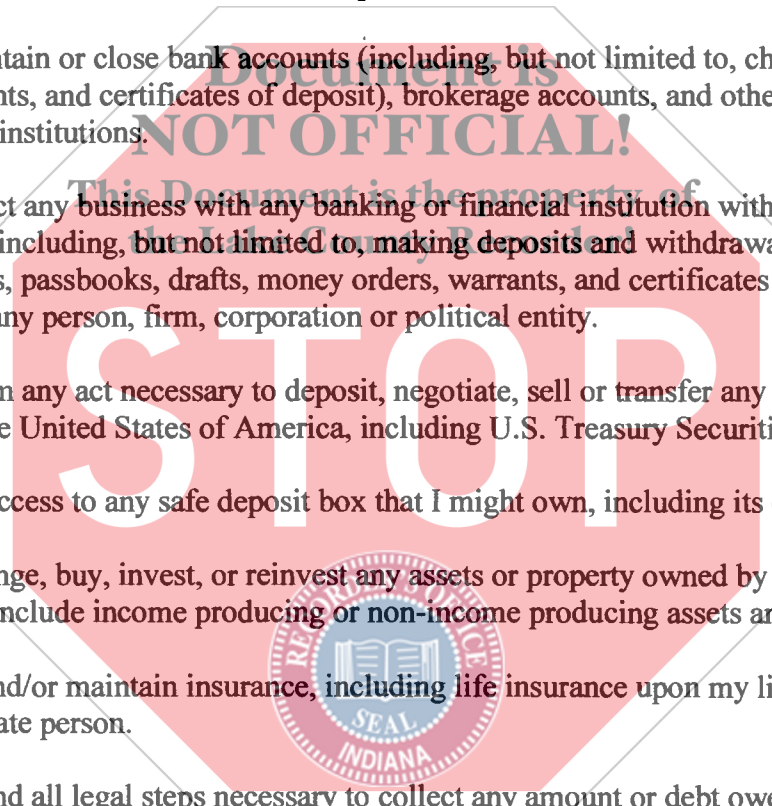 ntain or close bank accounts (including, but not limited to, ch
nts, and certificates of deposit), brokerage accounts, and othe
institutions.
ct any business with any banking or financial institution with
including, but not limited to, making deposits and withdrawa
s, passbooks, drafts, money orders, warrants, and certificates
any person, firm, corporation or political entity.
n any act necessary to deposit, negotiate, sell or transfer any
e United States of America, including U.S. Treasury Securiti
ccess to any safe deposit box that I might own, including its
nge, buy, invest, or reinvest any assets or property owned by
nclude income producing or non-income producing assets an
nd/or maintain insurance, including life insurance upon my li
ate person.
nd all legal steps necessary to collect any amount or debt owe
Document is
NOT OFFICIAL!
This Document is the property of
the Lake County Recorder!
STOP
RECORDER'S OFFICE
SEAL
INDIANA